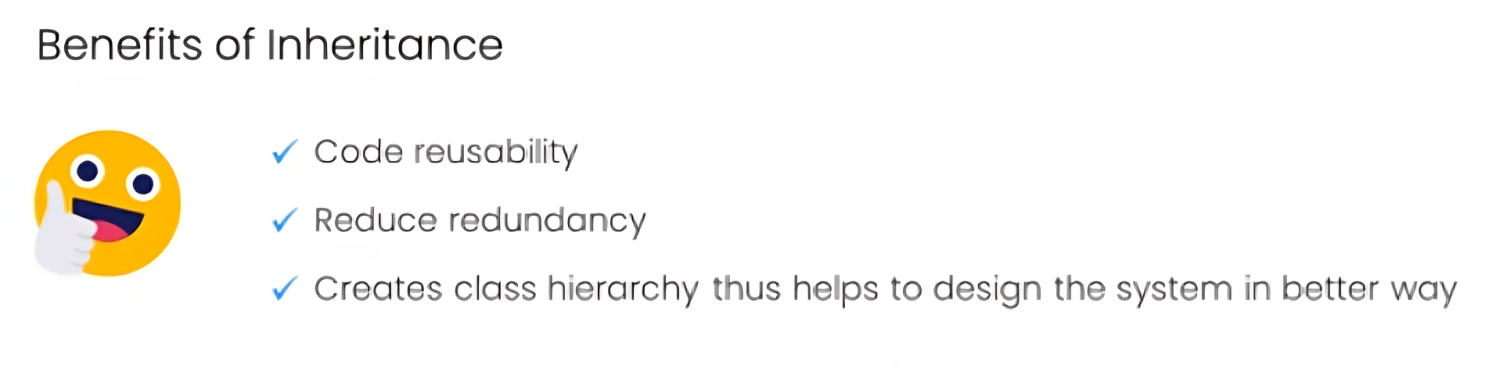 Benefits of Inheritance
✓ Code reusability
✓ Reduce redundancy
✓ Creates class hierarchy thus helps to design the system in better way